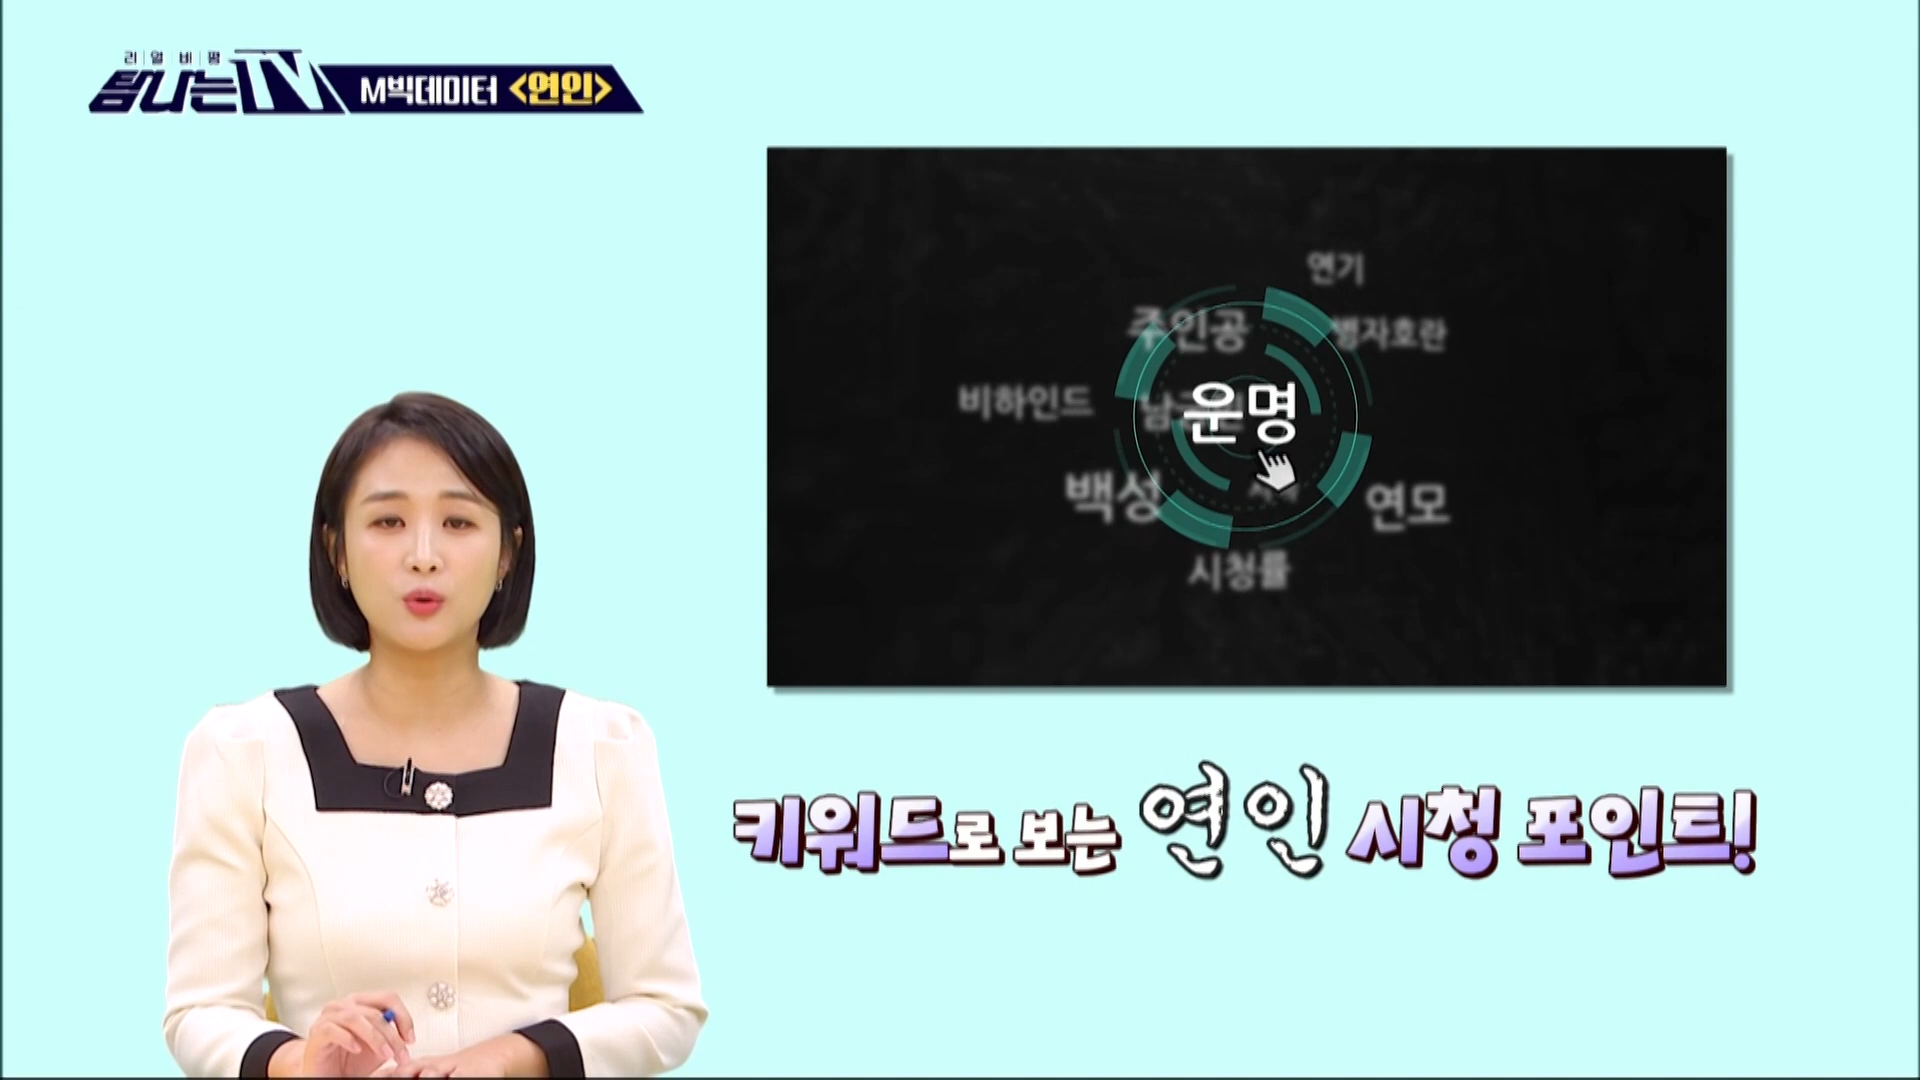 리얼비평
탐나는TV
M빅데이터 <연인>
연기
주인공
병자호란
비하인드
운명
백성
연모
시청률
키워드로 보는 연인 시청 포인트!